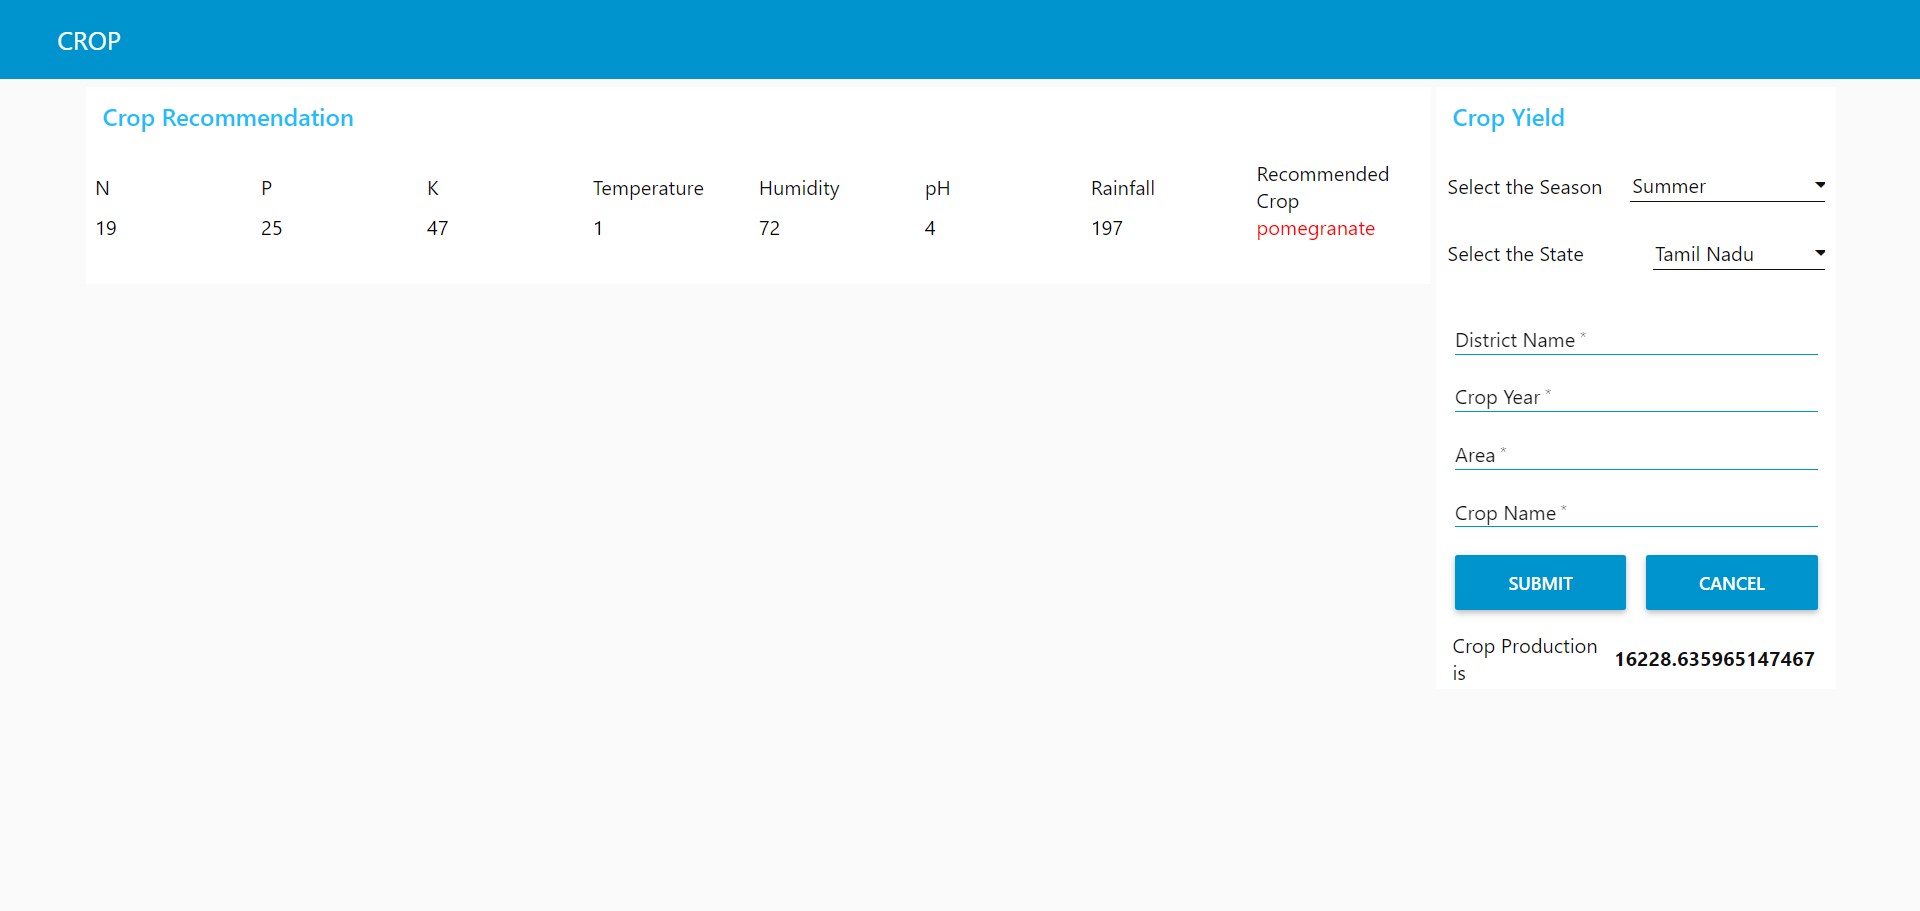 CROP
Crop Recommendation
N P K Temperature Humidity pH Rainfall Recommended Crop
19 25 47 1 72 4 197 pomegranate
Crop Yield
Select the Season Summer
Select the State Tamil Nadu
District Name *
Crop Year *
Area *
Crop Name *
SUBMIT CANCEL
Crop Production is 16228.635965147467